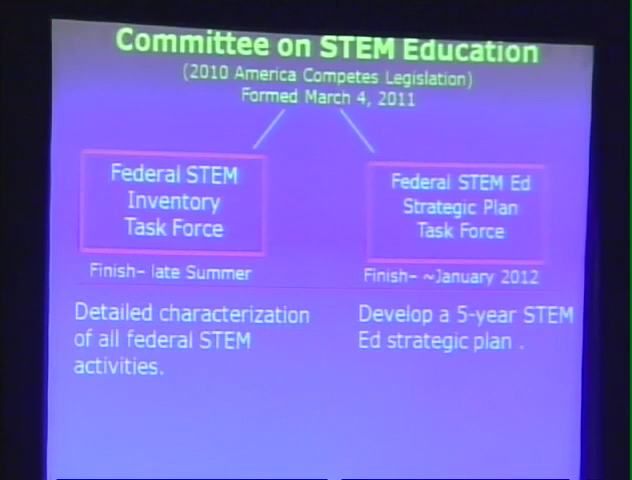 Committee on STEM Education
(2010 America Competes Legislation)
Formed March 4, 2011
Federal STEM
Inventory
Task Force
Finish– late Summer
Detailed characterization
of all federal STEM
activities.
Federal STEM Ed
Strategic Plan
Task Force
Finish– ~January 2012
Develop a 5-year STEM
Ed strategic plan .